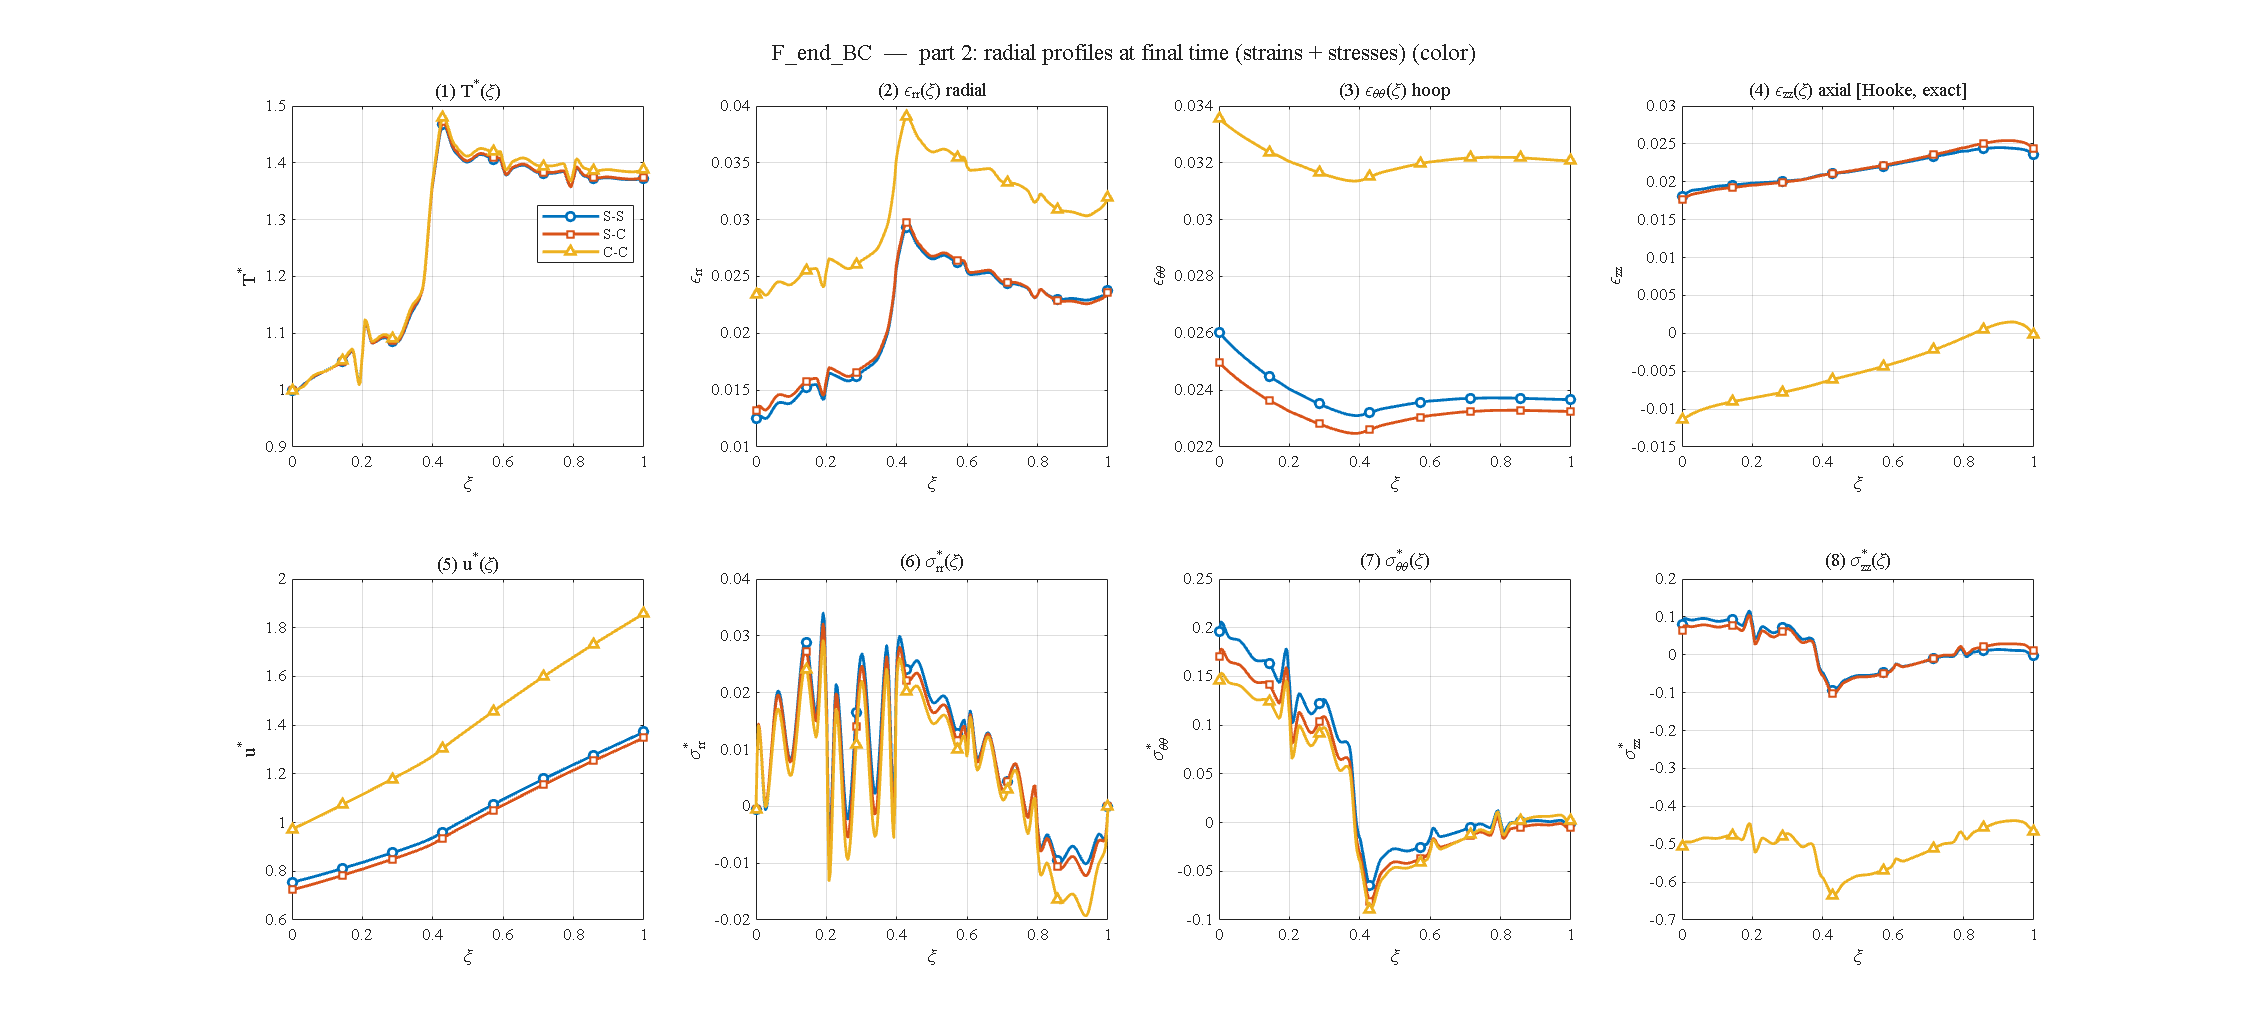 F_end_BC — part 2: radial profiles at final time (strains + stresses) (color)
(1) T*(ξ)
1.5
1.4
1.3
1.2
1.1
1
0.9
T*
0 0.2 0.4 0.6 0.8 1
ξ
S-S
S-C
C-C
(2) ϵrr(ξ) radial
0.04
0.035
0.03
0.025
0.02
0.015
0.01
ϵrr
0 0.2 0.4 0.6 0.8 1
ξ
(3) ϵθθ(ξ) hoop
0.034
0.032
0.03
0.028
0.026
0.024
0.022
ϵθθ
0 0.2 0.4 0.6 0.8 1
ξ
(4) ϵzz(ξ) axial [Hooke, exact]
0.03
0.025
0.02
0.015
0.01
0.005
0
-0.005
-0.01
-0.015
ϵzz
0 0.2 0.4 0.6 0.8 1
ξ
(5) u*(ξ)
2
1.8
1.6
1.4
1.2
1
0.8
0.6
u*
0 0.2 0.4 0.6 0.8 1
ξ
(6) σ*rr(ξ)
0.04
0.03
0.02
0.01
0
-0.01
-0.02
σ*rr
0 0.2 0.4 0.6 0.8 1
ξ
(7) σ*θθ(ξ)
0.25
0.2
0.15
0.1
0.05
0
-0.05
-0.1
σ*θθ
0 0.2 0.4 0.6 0.8 1
ξ
(8) σ*zz(ξ)
0.2
0.1
0
-0.1
-0.2
-0.3
-0.4
-0.5
-0.6
-0.7
σ*zz
0 0.2 0.4 0.6 0.8 1
ξ